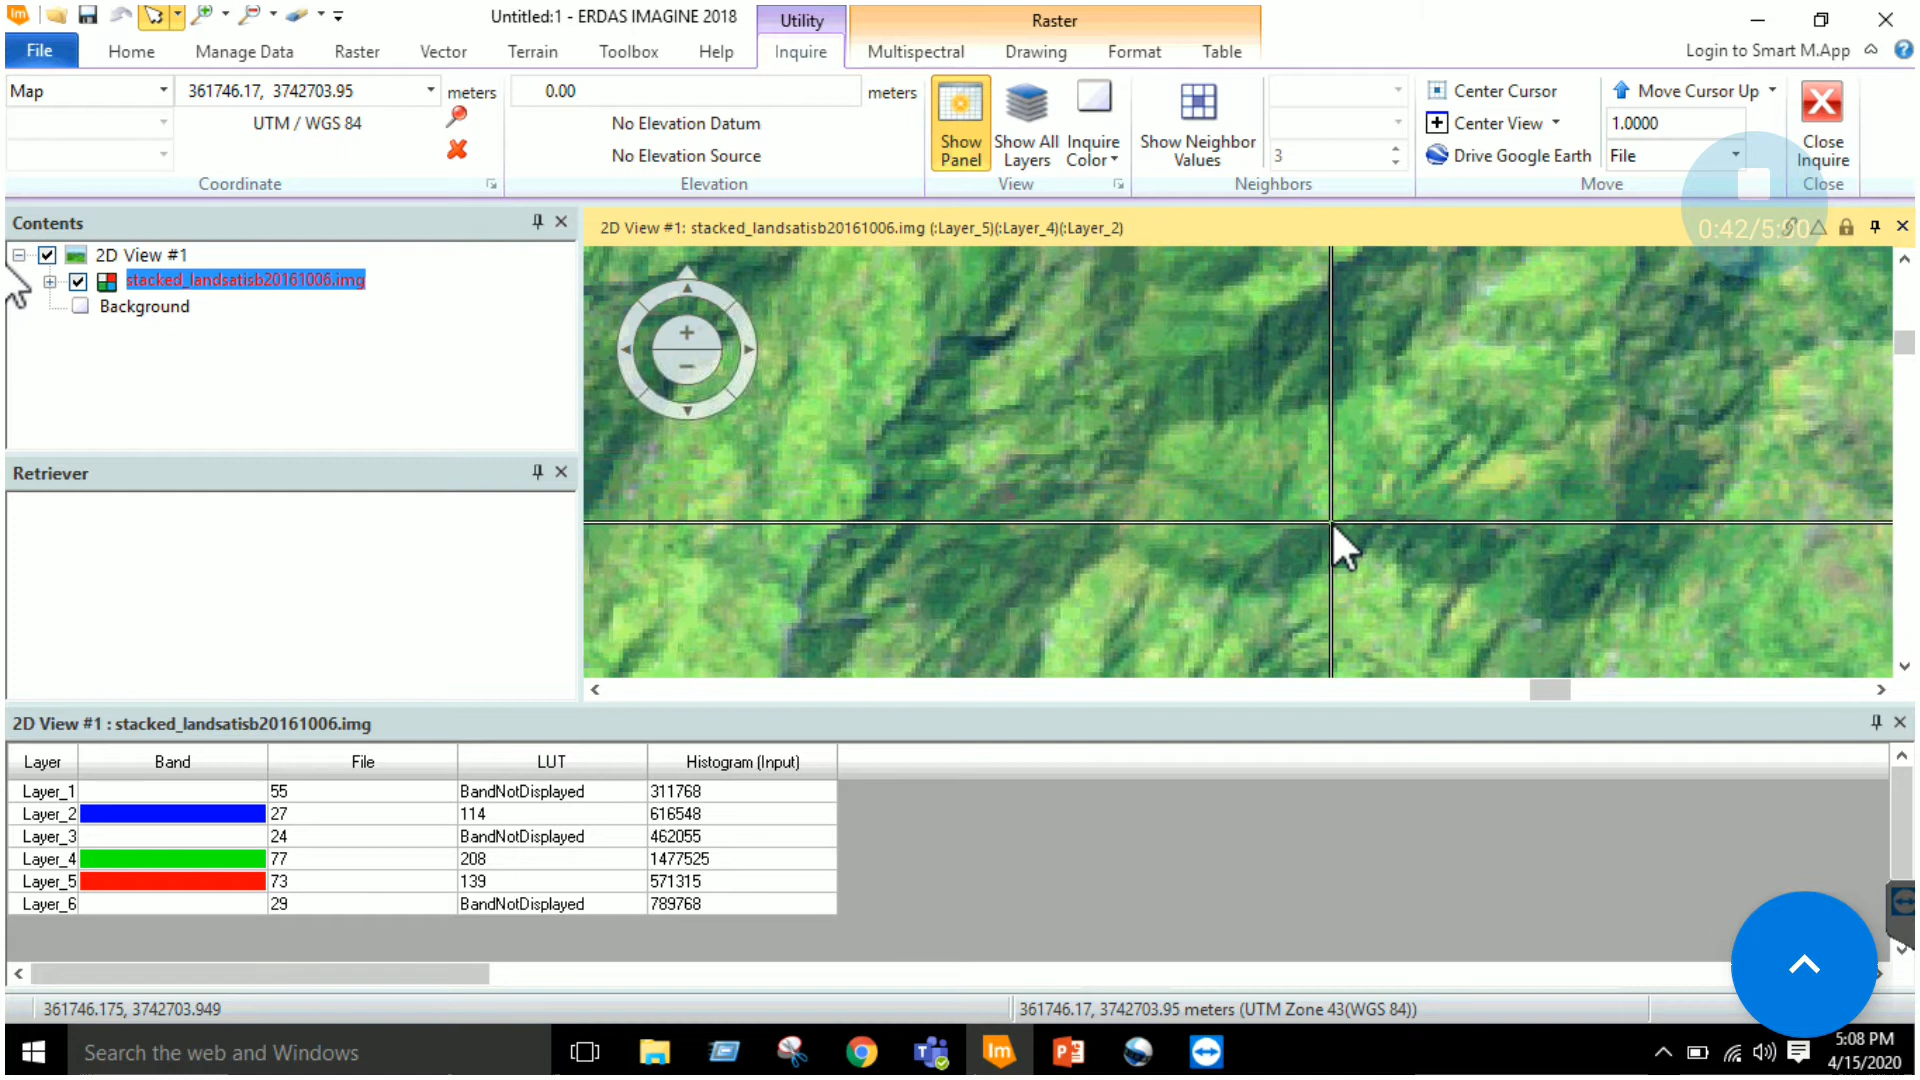 Untitled:1 - ERDAS IMAGINE 2018
Utility
Raster
File
Home
Manage Data
Raster
Vector
Terrain
Toolbox
Help
Inquire
Multispectral
Drawing
Format
Table
Login to Smart M.App
Map
361746.17, 3742703.95
meters
UTM / WGS 84
Coordinate
0.00
meters
No Elevation Datum
No Elevation Source
Elevation
Show Panel
Show All Layers
Inquire Color
View
Show Neighbor Values
3
Neighbors
Center Cursor
Center View
Drive Google Earth
Move Cursor Up
1.0000
File
Move
Close Inquire
Close
Contents
2D View #1
stacked_landsatisb20161006.img
Background
Retriever
2D View #1: stacked_landsatisb20161006.img (:Layer_5)(:Layer_4)(:Layer_2)
0:42/5:00
2D View #1 : stacked_landsatisb20161006.img
Layer Band File LUT Histogram (Input)
Layer_1 55 BandNotDisplayed 311768
Layer_2 27 114 616548
Layer_3 24 BandNotDisplayed 462055
Layer_4 77 208 1477525
Layer_5 73 139 571315
Layer_6 29 BandNotDisplayed 789768
361746.175, 3742703.949
361746.17, 3742703.95 meters (UTM Zone 43(WGS 84))
Search the web and Windows
5:08 PM
4/15/2020